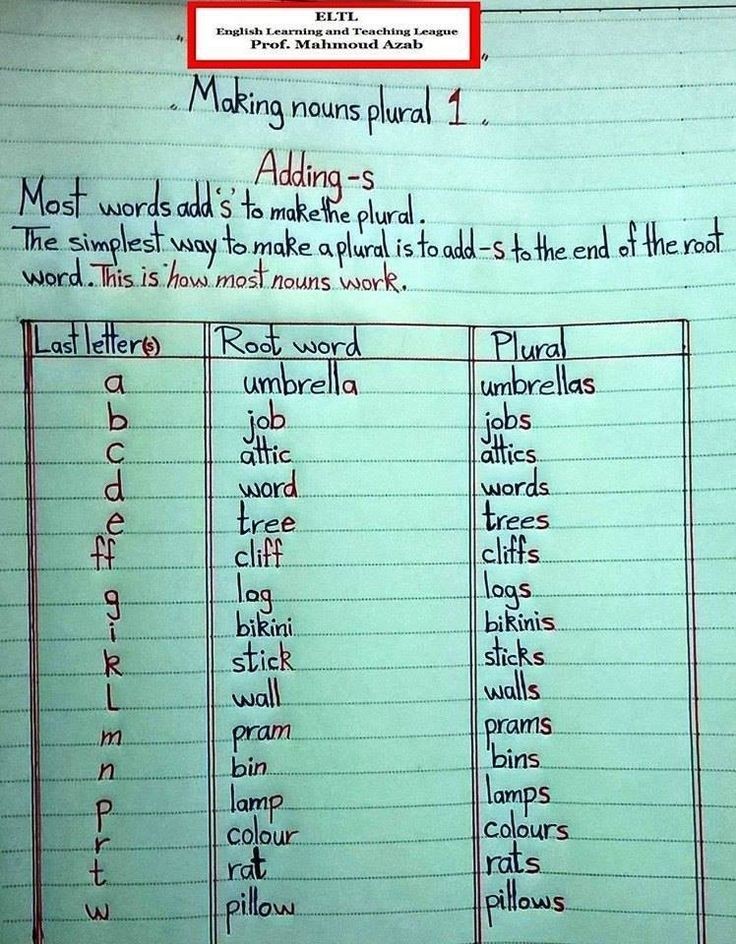 ELTL
English Learning and Teaching League
Prof. Mahmoud Azab
Making nouns plural 1.
Adding -s
Most words add 's' to make the plural.
The simplest way to make a plural is to add -s to the end of the root
word. This is how most nouns work.
Last letter(s) Root word Plural
a umbrella umbrellas
b job jobs
c attic attics
d word words
e tree trees
ff cliff cliffs
g log logs
i bikini bikinis
k stick sticks
L wall walls
m pram prams
n bin bins
p lamp lamps
r colour colours
t rat rats
w pillow pillows